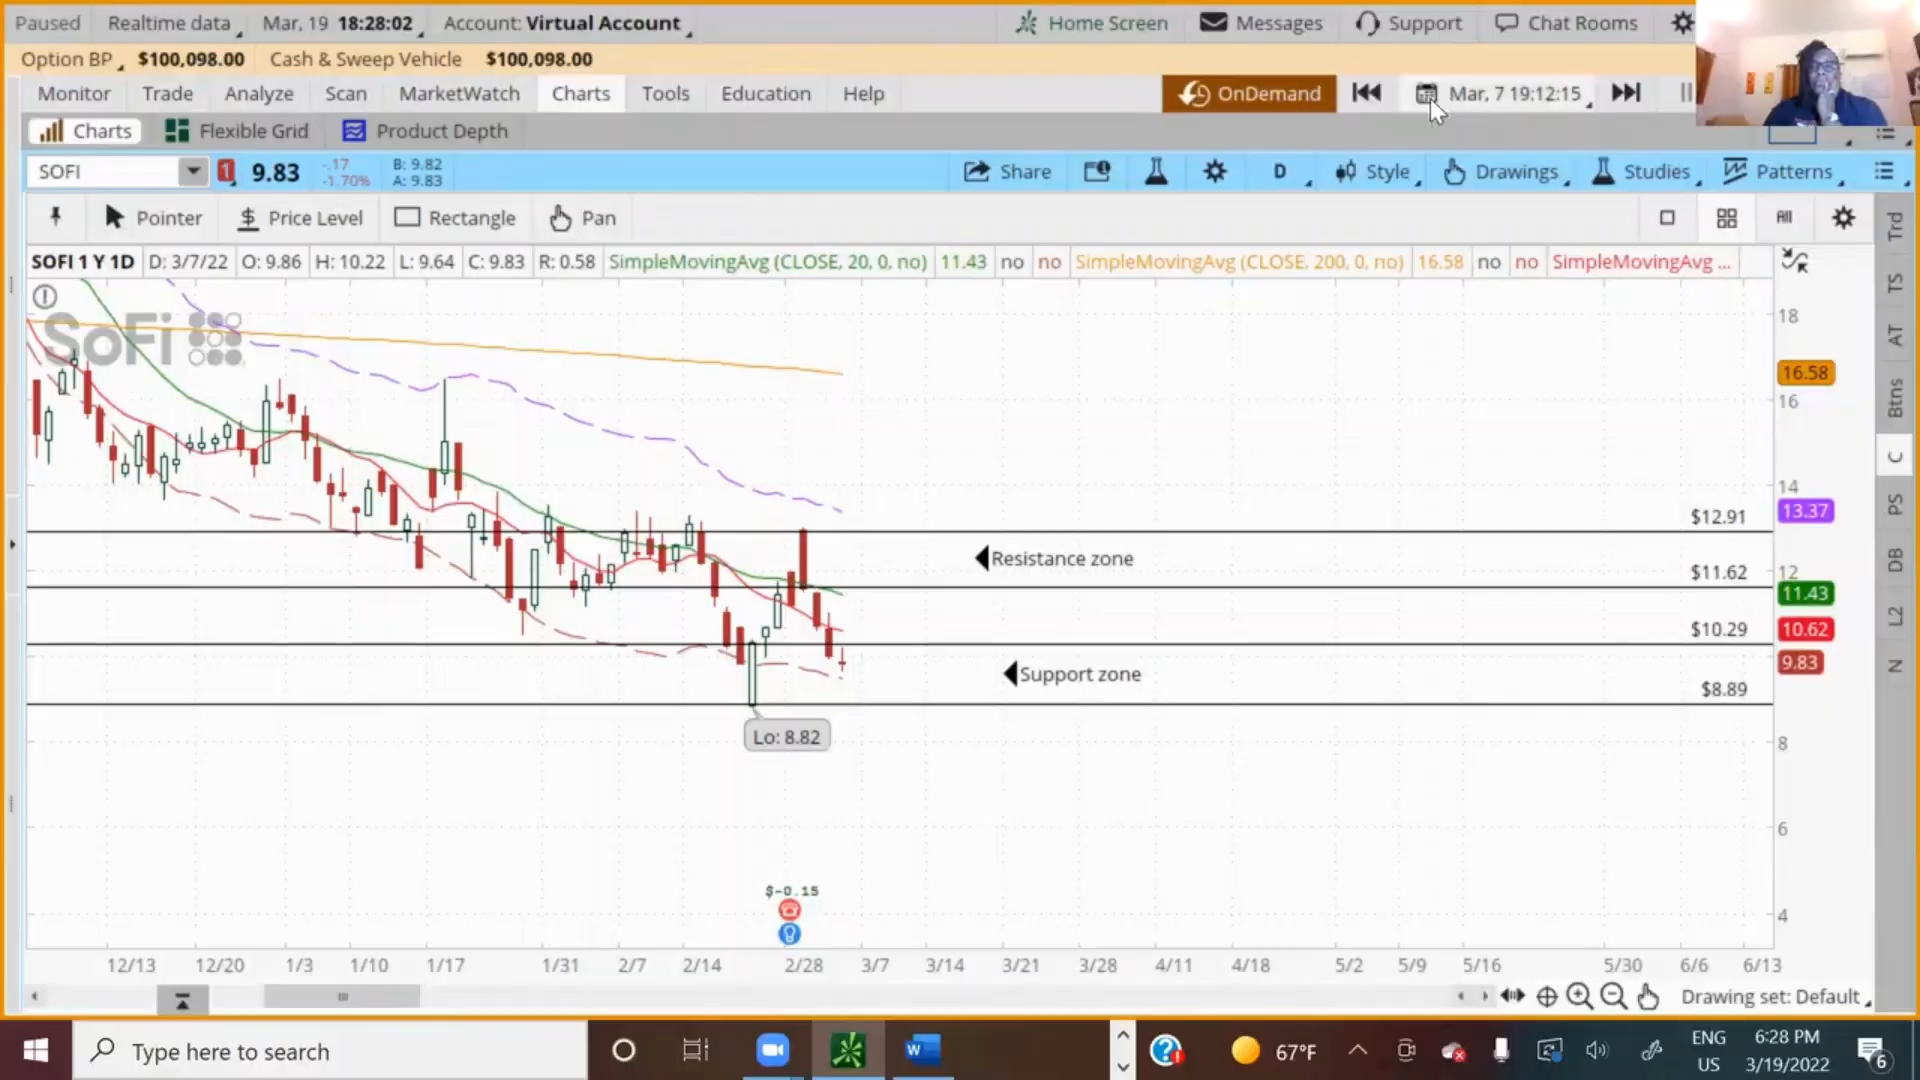 Paused Realtime data Mar, 19 18:28:02 Account: Virtual Account Home Screen Messages Support Chat Rooms
Option BP $100,098.00 Cash & Sweep Vehicle $100,098.00
Monitor Trade Analyze Scan MarketWatch Charts Tools Education Help OnDemand Mar, 7 19:12:15
Charts Flexible Grid Product Depth
SOFI 1 9.83 -.17 B: 9.82 Share D Style Drawings Studies Patterns
-1.70% A: 9.83
Pointer $ Price Level Rectangle Pan All
SOFI 1 Y 1D D: 3/7/22 O: 9.86 H: 10.22 L: 9.64 C: 9.83 R: 0.58 SimpleMovingAvg (CLOSE, 20, 0, no) 11.43 no no SimpleMovingAvg (CLOSE, 200, 0, no) 16.58 no no SimpleMovingAvg ...
SoFi
18
16.58
16
14
$12.91
13.37
Resistance zone
$11.62
12
11.43
$10.29
10.62
9.83
Support zone
$8.89
Lo: 8.82
8
6
$-0.15
4
12/13 12/20 1/3 1/10 1/17 1/31 2/7 2/14 2/28 3/7 3/14 3/21 3/28 4/11 4/18 5/2 5/9 5/16 5/30 6/6 6/13
Drawing set: Default
Trd
TS
AT
Btns
C
PS
DB
L2
N
Type here to search
W
67°F
ENG
US
6:28 PM
3/19/2022
6